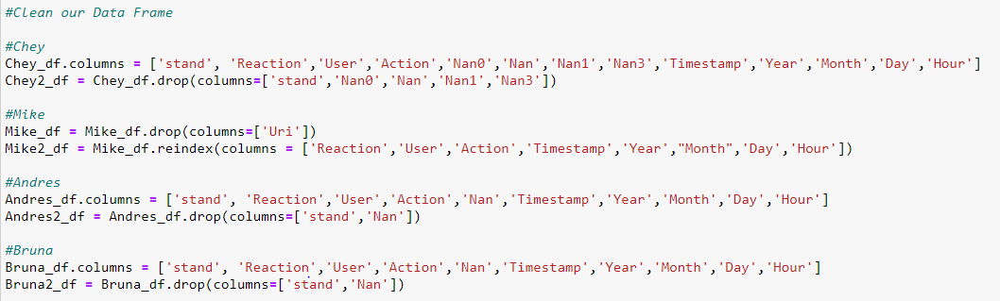 #Clean our Data Frame
#Chey
Chey_df.columns = ['stand', 'Reaction','User','Action','Nan0','Nan','Nan1','Nan3','Timestamp','Year','Month','Day','Hour']
Chey2_df = Chey_df.drop(columns=['stand','Nan0','Nan','Nan1','Nan3'])
#Mike
Mike_df = Mike_df.drop(columns=['Uri'])
Mike2_df = Mike_df.reindex(columns = ['Reaction','User','Action','Timestamp','Year',"Month",'Day','Hour'])
#Andres
Andres_df.columns = ['stand', 'Reaction','User','Action','Nan','Timestamp','Year','Month','Day','Hour']
Andres2_df = Andres_df.drop(columns=['stand','Nan'])
#Bruna
Bruna_df.columns = ['stand', 'Reaction','User','Action','Nan','Timestamp','Year','Month','Day','Hour']
Bruna2_df = Bruna_df.drop(columns=['stand','Nan'])